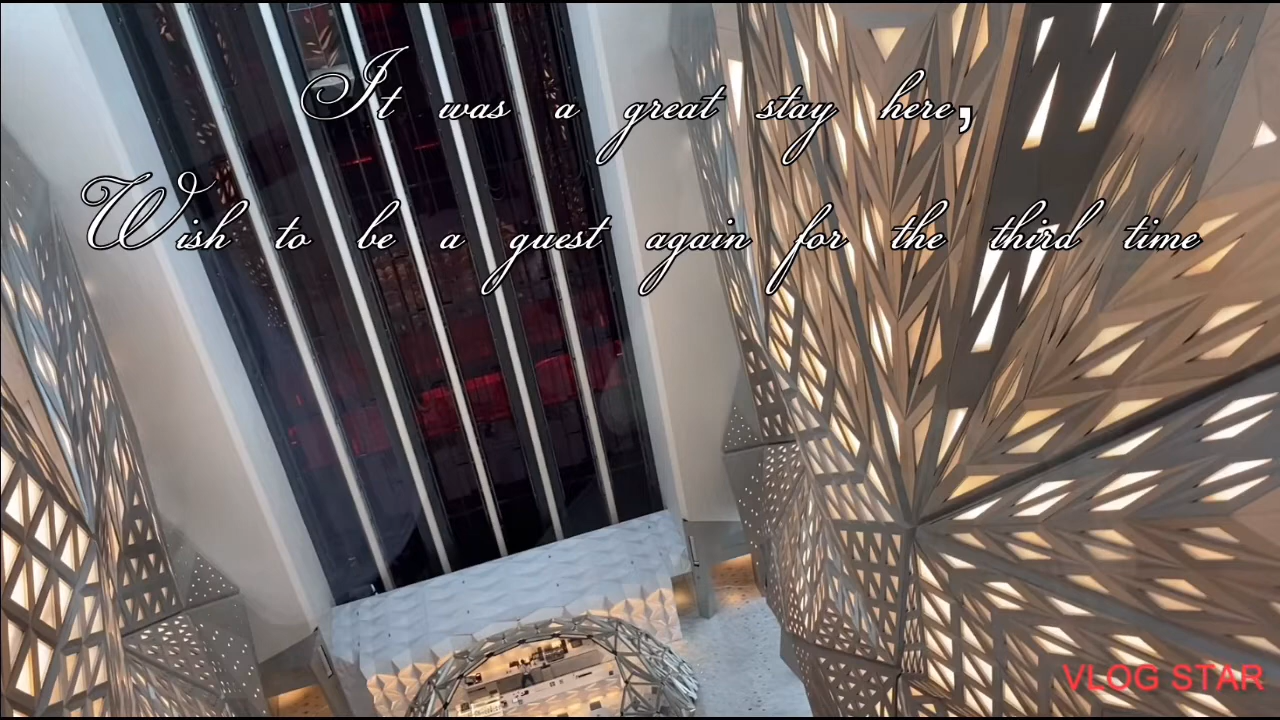 It was a great stay here,
Wish to be a guest again for the third time
VLOG STAR